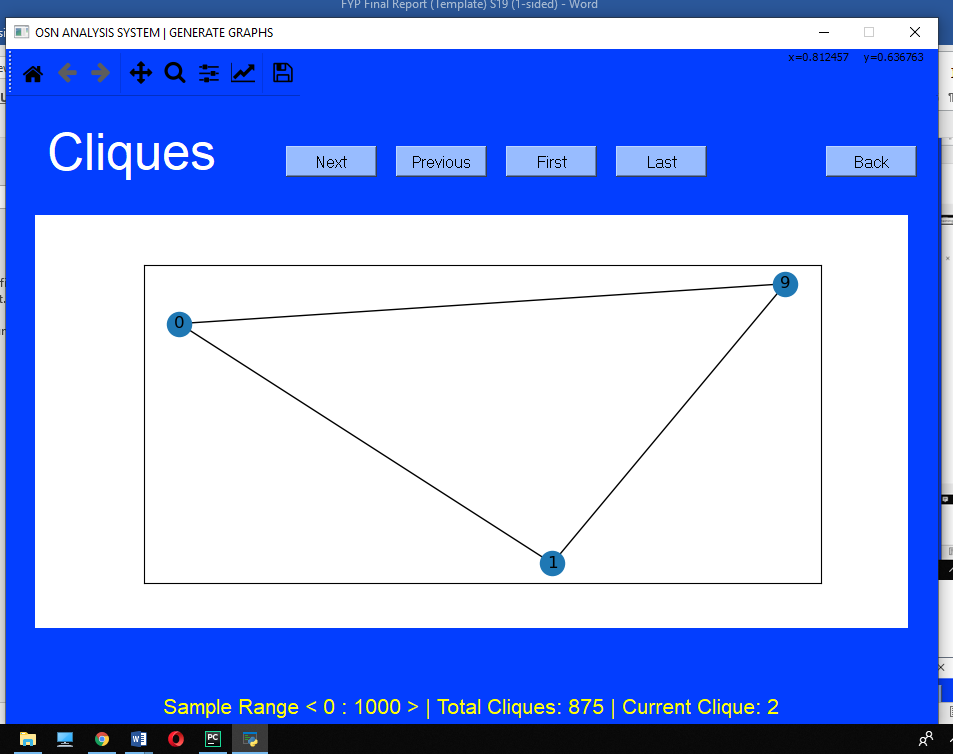 FYP Final Report (Template) S19 (1-sided) - Word
OSN ANALYSIS SYSTEM | GENERATE GRAPHS
x=0.812457 y=0.636763
Cliques
Next
Previous
First
Last
Back
9
0
1
Sample Range < 0 : 1000 > | Total Cliques: 875 | Current Clique: 2
PC